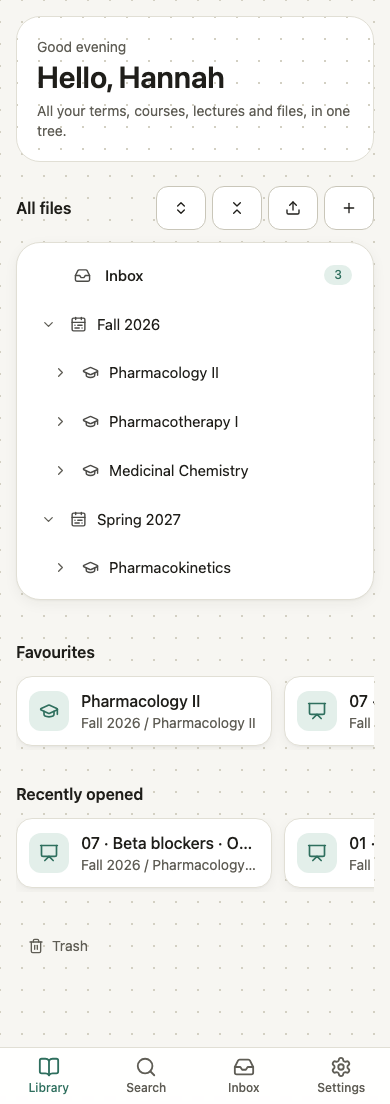 Good evening
Hello, Hannah
All your terms, courses, lectures and files, in one
tree.
All files
Inbox
3
Fall 2026
Pharmacology II
Pharmacotherapy I
Medicinal Chemistry
Spring 2027
Pharmacokinetics
Favourites
Pharmacology II
Fall 2026 / Pharmacology II
07 ·
Fall
Recently opened
07 · Beta blockers · O...
Fall 2026 / Pharmacology...
01 ·
Fall
Trash
Library
Search
Inbox
Settings